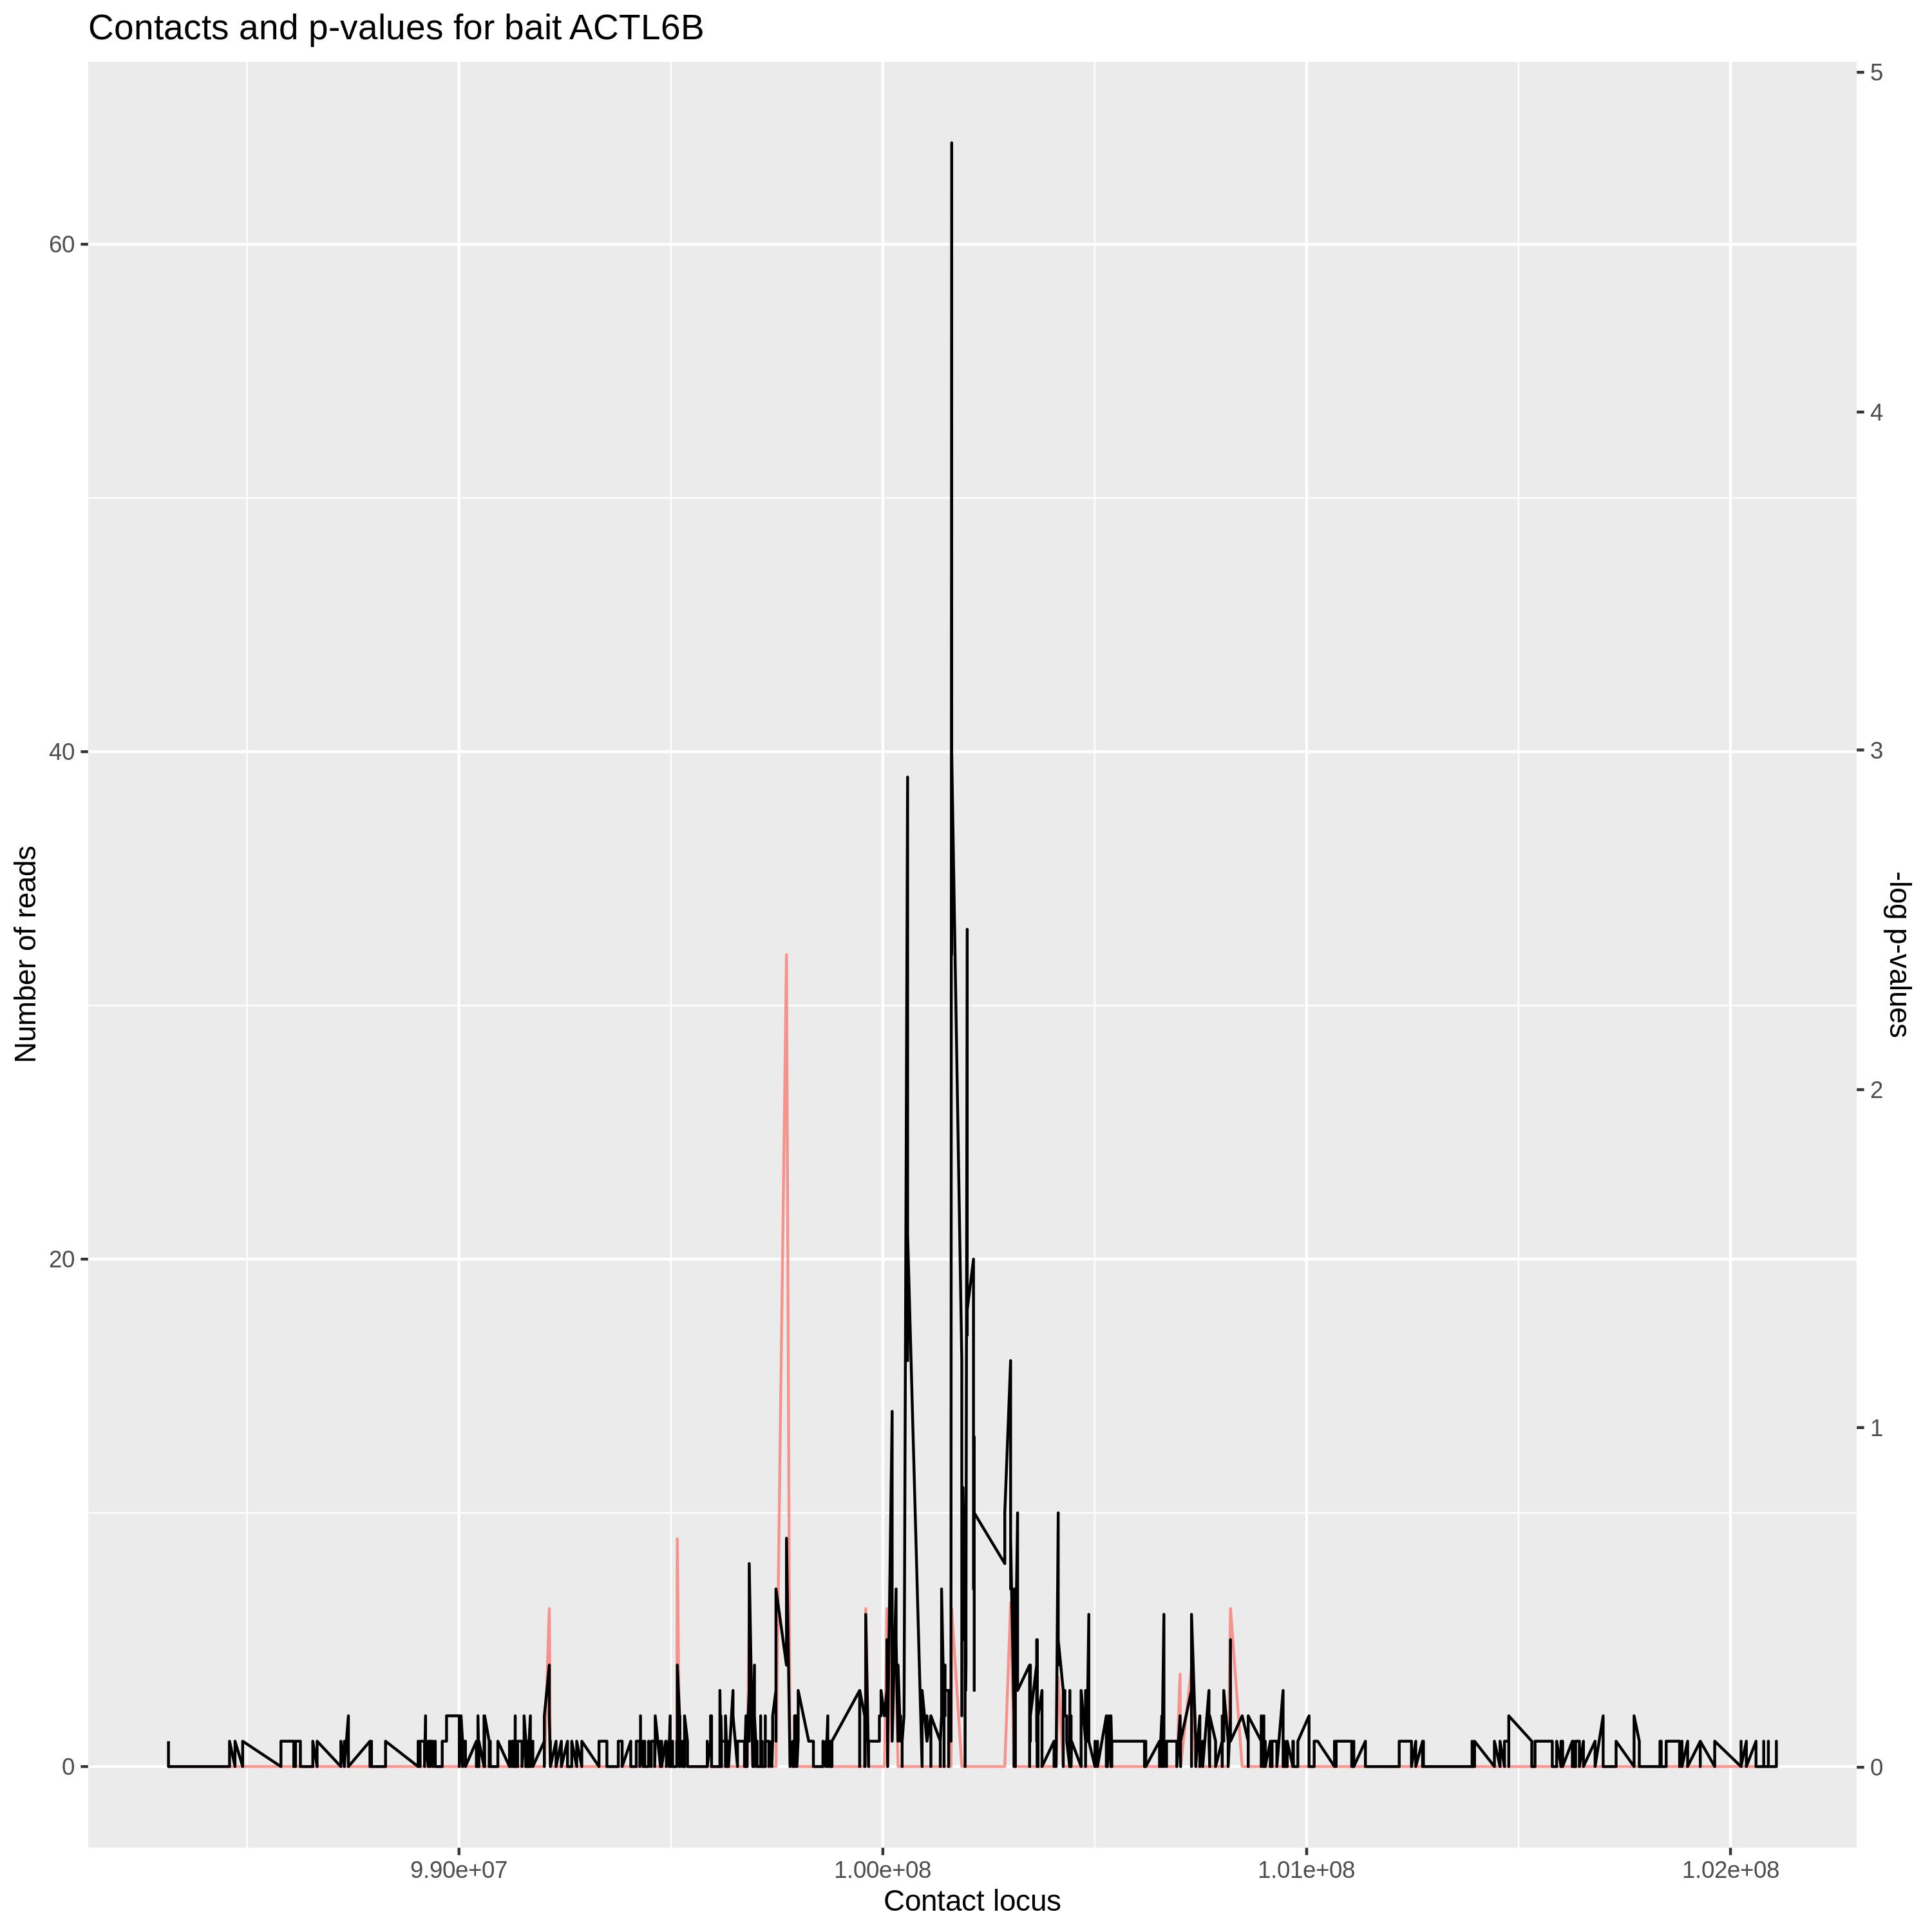 Contacts and p-values for bait ACTL6B
Number of reads
60
40
20
0
5
4
3
2
1
0
-log p-values
9.90e+07
1.00e+08
1.01e+08
1.02e+08
Contact locus